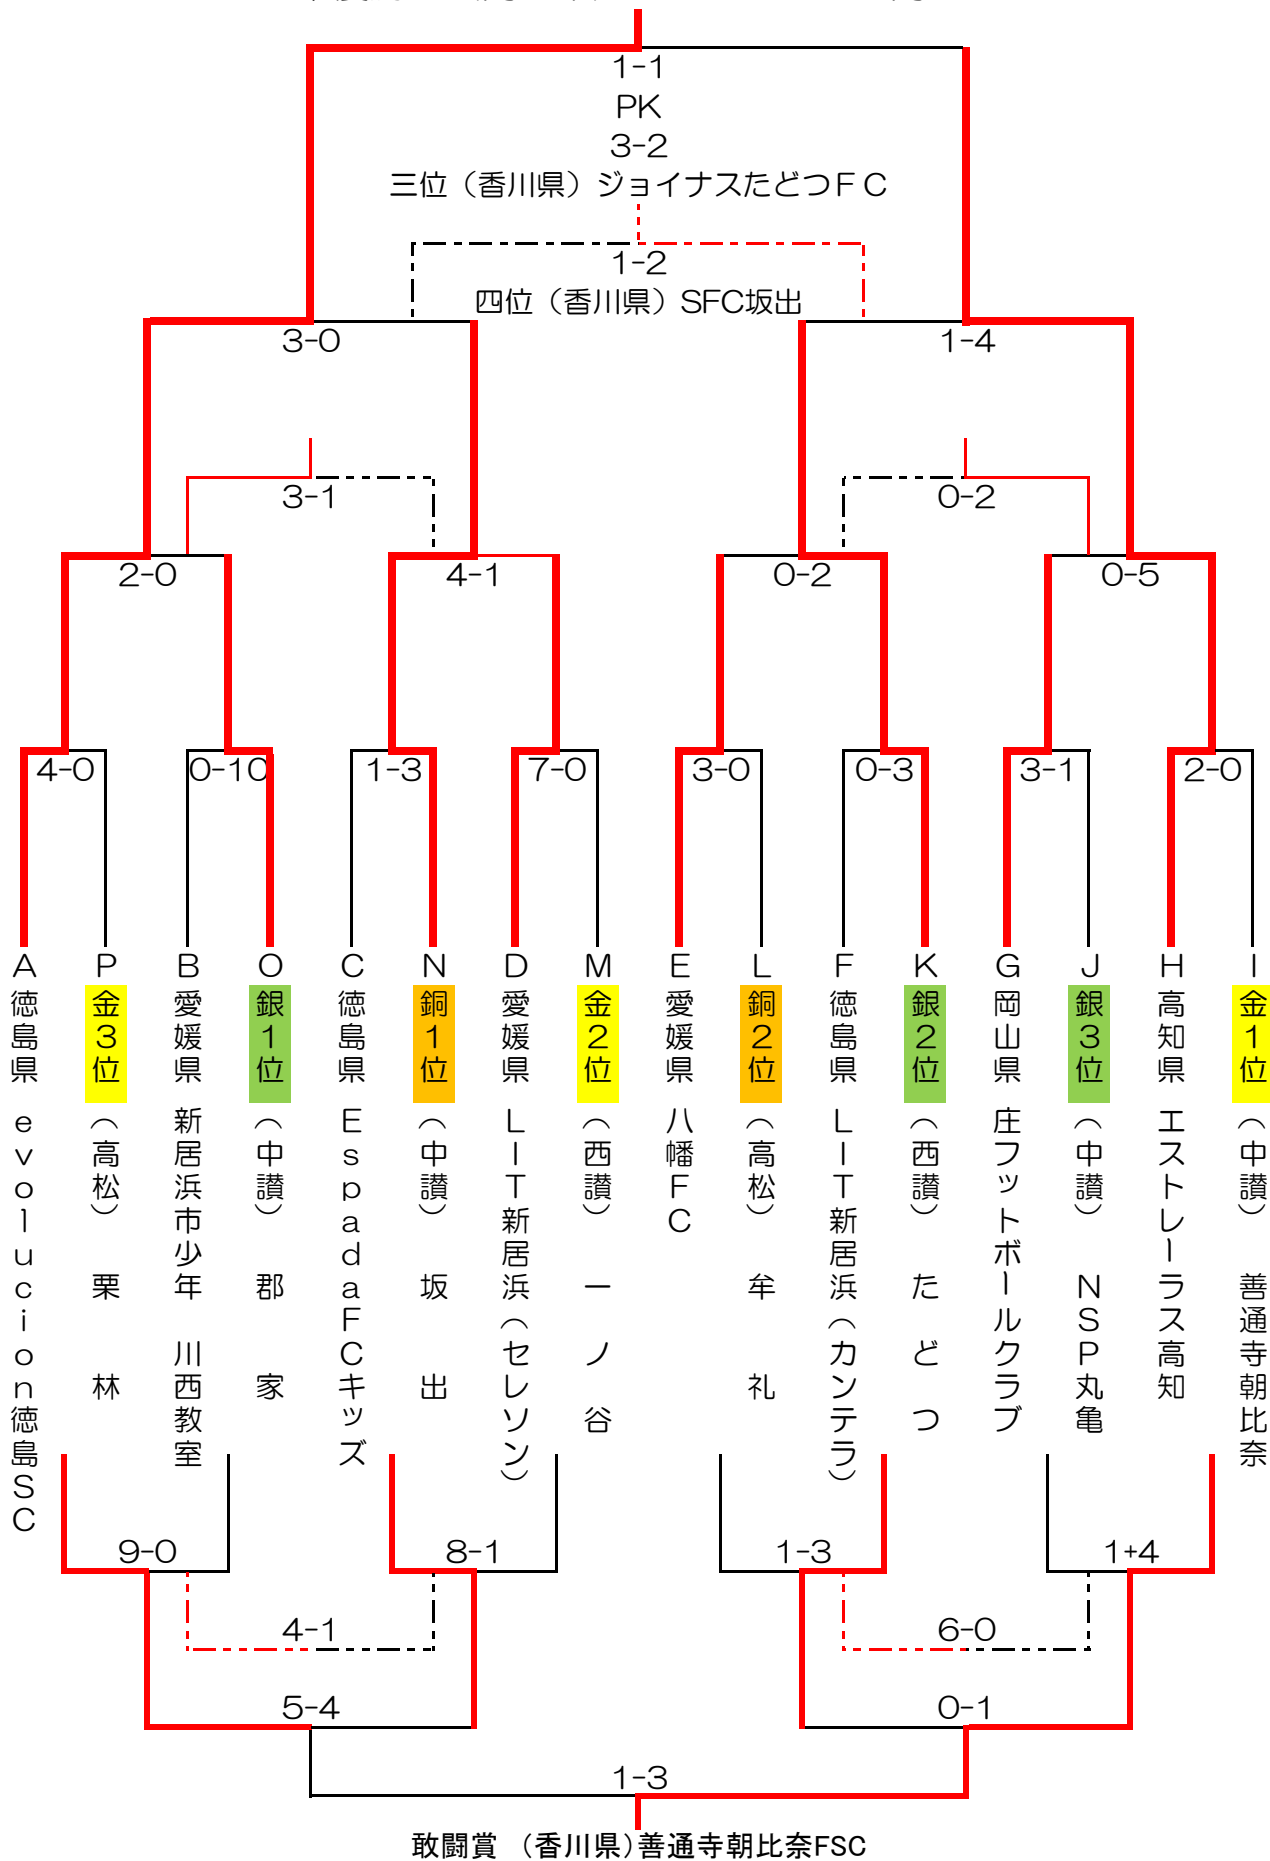 1-1
PK
3-2
三位（香川県）ジョイナスたどつＦＣ
1-2
四位（香川県）SFC坂出
3-0
1-4
3-1
0-2
2-0
4-1
0-2
0-5
4-0
0-10
1-3
7-0
3-0
0-3
3-1
2-0
A 徳島県 evolucion徳島SC
P 金3位 （高松） 栗林
B 愛媛県 新居浜市少年 川西教室
O 銀1位 （中讃） 郡家
C 徳島県 EspadaFCキッズ
N 銅1位 （中讃） 坂出
D 愛媛県 LIT新居浜（セレソン）
M 金2位 （西讃） 一ノ谷
E 愛媛県 八幡FC
L 銅2位 （高松） 牟礼
F 徳島県 LIT新居浜（カンテラ）
K 銀2位 （西讃） たどつ
G 岡山県 庄フットボールクラブ
J 銀3位 （中讃） NSP丸亀
H 高知県 エストレーラス高知
I 金1位 （中讃） 善通寺朝比奈
9-0
8-1
1-3
1+4
4-1
6-0
5-4
0-1
1-3
敢闘賞 （香川県）善通寺朝比奈FSC